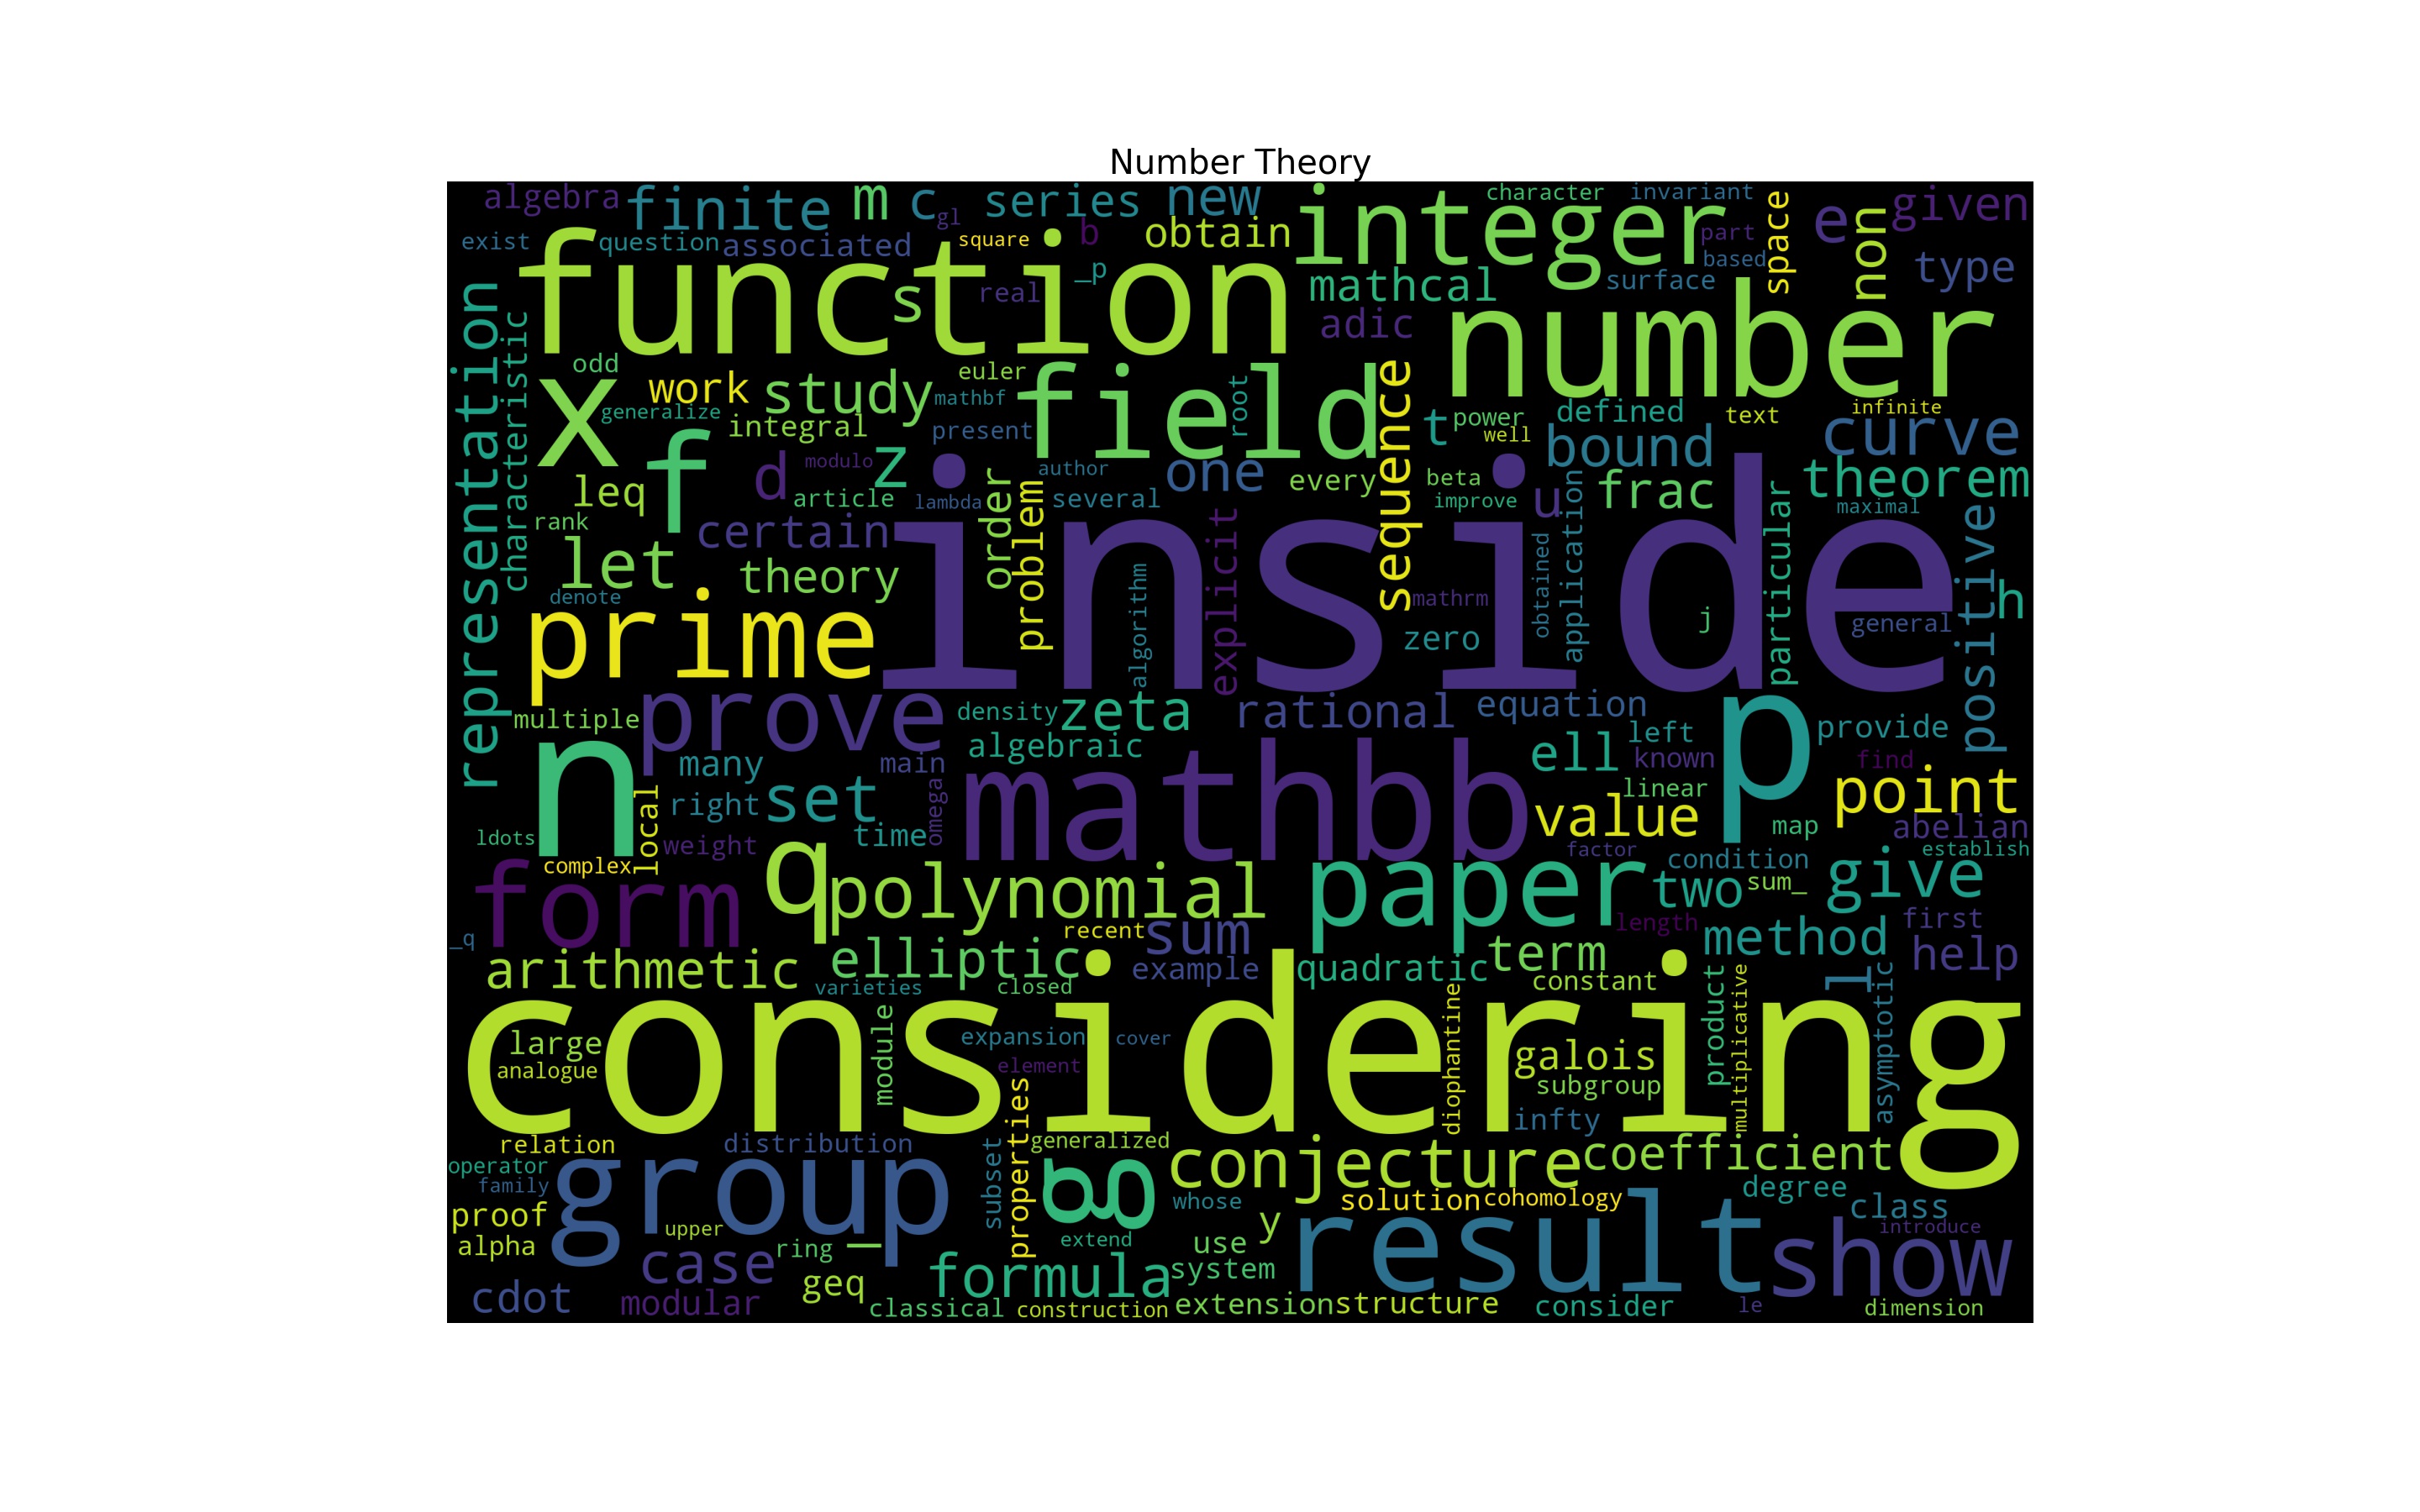 Number Theory
algebra finite m c gl series new integer character invariant space e non given
exist question associated square b obtain part
function _p based type
representation characteristic s real mathcal surface
adic number
odd x work study euler field root sequence
generalize mathbf t power defined text infinite
integral present well bound curve
f d modulo z author one every beta theorem
leq article lambda order problem several improve u application frac maximal
rank certain inside explicit particular positive
let theory algorithm obtained
denote mathrm j general h
prime zero
prove density zeta rational equation p provide
multiple algebraic ell left
n many main known find
local right set omega mathbb linear point
ldots time value map abelian
weight factor establish
complex q paper condition
form polynomial two sum_ give
_q recent sum length first
arithmetic elliptic example quadratic term method help
varieties closed constant l
considering diophantine product multiplicative asymptotic
large module expansion cover galois
analogue element subgroup
properties infty
relation distribution subset generalized conjecture coefficient
operator group g
family whose solution cohomology degree
proof upper y result class
alpha ring _ extend use introduce
case formula system show
cdot geq
modular classical construction extension structure consider le dimension